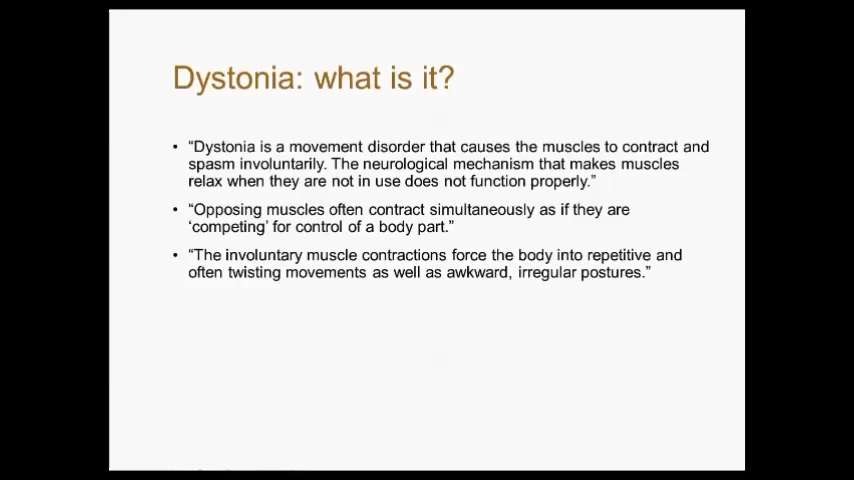 Dystonia: what is it?
• “Dystonia is a movement disorder that causes the muscles to contract and
spasm involuntarily. The neurological mechanism that makes muscles
relax when they are not in use does not function properly.”
• “Opposing muscles often contract simultaneously as if they are
‘competing’ for control of a body part.”
• “The involuntary muscle contractions force the body into repetitive and
often twisting movements as well as awkward, irregular postures.”